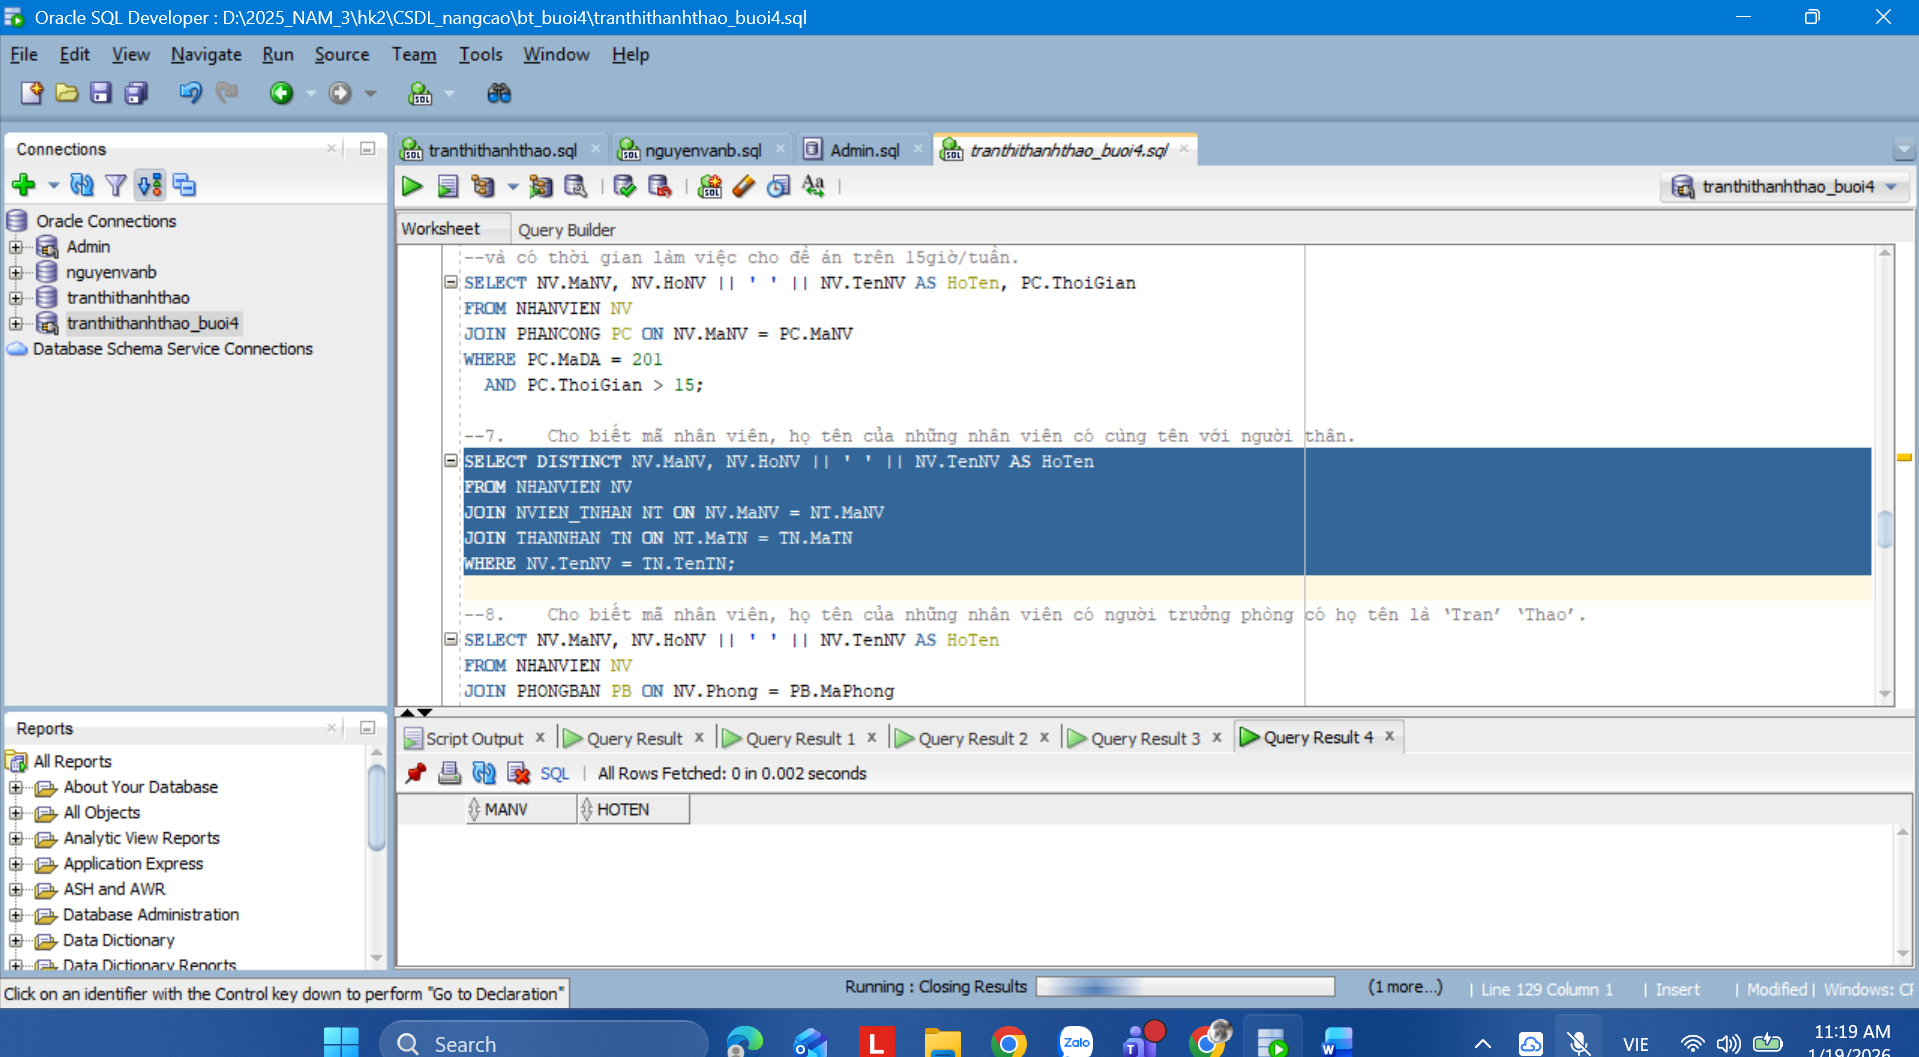 Oracle SQL Developer : D:\2025_NAM_3\hk2\CSDL_nangcao\bt_buoi4\tranthithanhthao_buoi4.sql
File Edit View Navigate Run Source Team Tools Window Help
SQL
Connections
Oracle Connections
Admin
nguyenvanb
tranthithanhthao
tranthithanhthao_buoi4
Database Schema Service Connections
tranthithanhthao.sql nguyenvanb.sql Admin.sql tranthithanhthao_buoi4.sql
tranthithanhthao_buoi4
Worksheet Query Builder
--và có thời gian làm việc cho đề án trên 15giờ/tuần.
SELECT NV.MaNV, NV.HoNV || ' ' || NV.TenNV AS HoTen, PC.ThoiGian
FROM NHANVIEN NV
JOIN PHANCONG PC ON NV.MaNV = PC.MaNV
WHERE PC.MaDA = 201
AND PC.ThoiGian > 15;
--7. Cho biết mã nhân viên, họ tên của những nhân viên có cùng tên với người thân.
SELECT DISTINCT NV.MaNV, NV.HoNV || ' ' || NV.TenNV AS HoTen
FROM NHANVIEN NV
JOIN NVIEN_TNHAN NT ON NV.MaNV = NT.MaNV
JOIN THANNHAN TN ON NT.MaTN = TN.MaTN
WHERE NV.TenNV = TN.TenTN;
--8. Cho biết mã nhân viên, họ tên của những nhân viên có người trưởng phòng có họ tên là ‘Tran’ ‘Thao’.
SELECT NV.MaNV, NV.HoNV || ' ' || NV.TenNV AS HoTen
FROM NHANVIEN NV
JOIN PHONGBAN PB ON NV.Phong = PB.MaPhong
Reports
All Reports
About Your Database
All Objects
Analytic View Reports
Application Express
ASH and AWR
Database Administration
Data Dictionary
Data Dictionary Reports
Script Output Query Result Query Result 1 Query Result 2 Query Result 3 Query Result 4
SQL | All Rows Fetched: 0 in 0.002 seconds
MANV HOTEN
Click on an identifier with the Control key down to perform "Go to Declaration"
Running : Closing Results (1 more...) | Line 129 Column 1 | Insert | Modified | Windows: CF
Search
Zalo
VIE
11:19 AM
1/19/2026